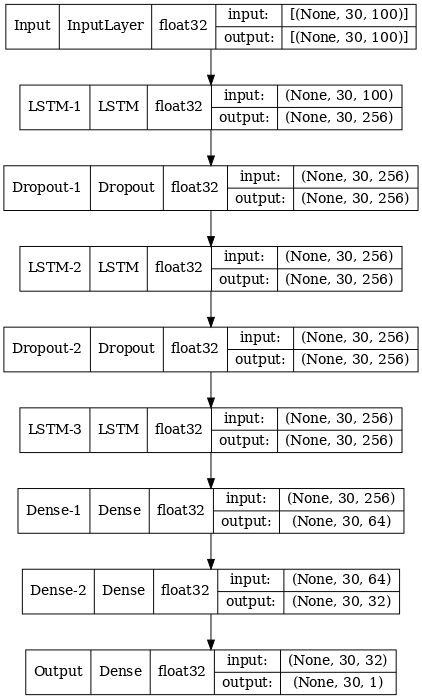 Input InputLayer float32 input: [(None, 30, 100)]
output: [(None, 30, 100)]
LSTM-1 LSTM float32 input: (None, 30, 100)
output: (None, 30, 256)
Dropout-1 Dropout float32 input: (None, 30, 256)
output: (None, 30, 256)
LSTM-2 LSTM float32 input: (None, 30, 256)
output: (None, 30, 256)
Dropout-2 Dropout float32 input: (None, 30, 256)
output: (None, 30, 256)
LSTM-3 LSTM float32 input: (None, 30, 256)
output: (None, 30, 256)
Dense-1 Dense float32 input: (None, 30, 256)
output: (None, 30, 64)
Dense-2 Dense float32 input: (None, 30, 64)
output: (None, 30, 32)
Output Dense float32 input: (None, 30, 32)
output: (None, 30, 1)